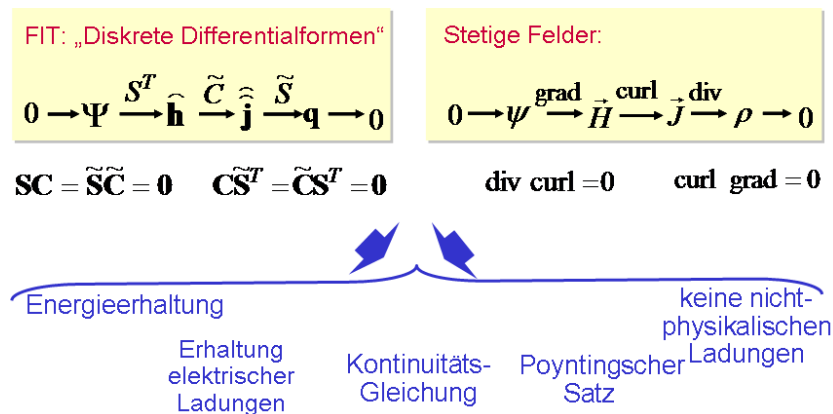 FIT: „Diskrete Differentialformen“
0 → Ψ →(S^T) ĥ →(C̃) ĵ̂ →(S̃) q → 0
Stetige Felder:
0 → ψ →(grad) H⃗ →(curl) J⃗ →(div) ρ → 0
SC = S̃C̃ = 0    CS̃^T = C̃S^T = 0
div curl = 0    curl grad = 0
Energieerhaltung
Erhaltung
elektrischer
Ladungen
Kontinuitäts-
Gleichung
Poyntingscher
Satz
keine nicht-
physikalischen
Ladungen